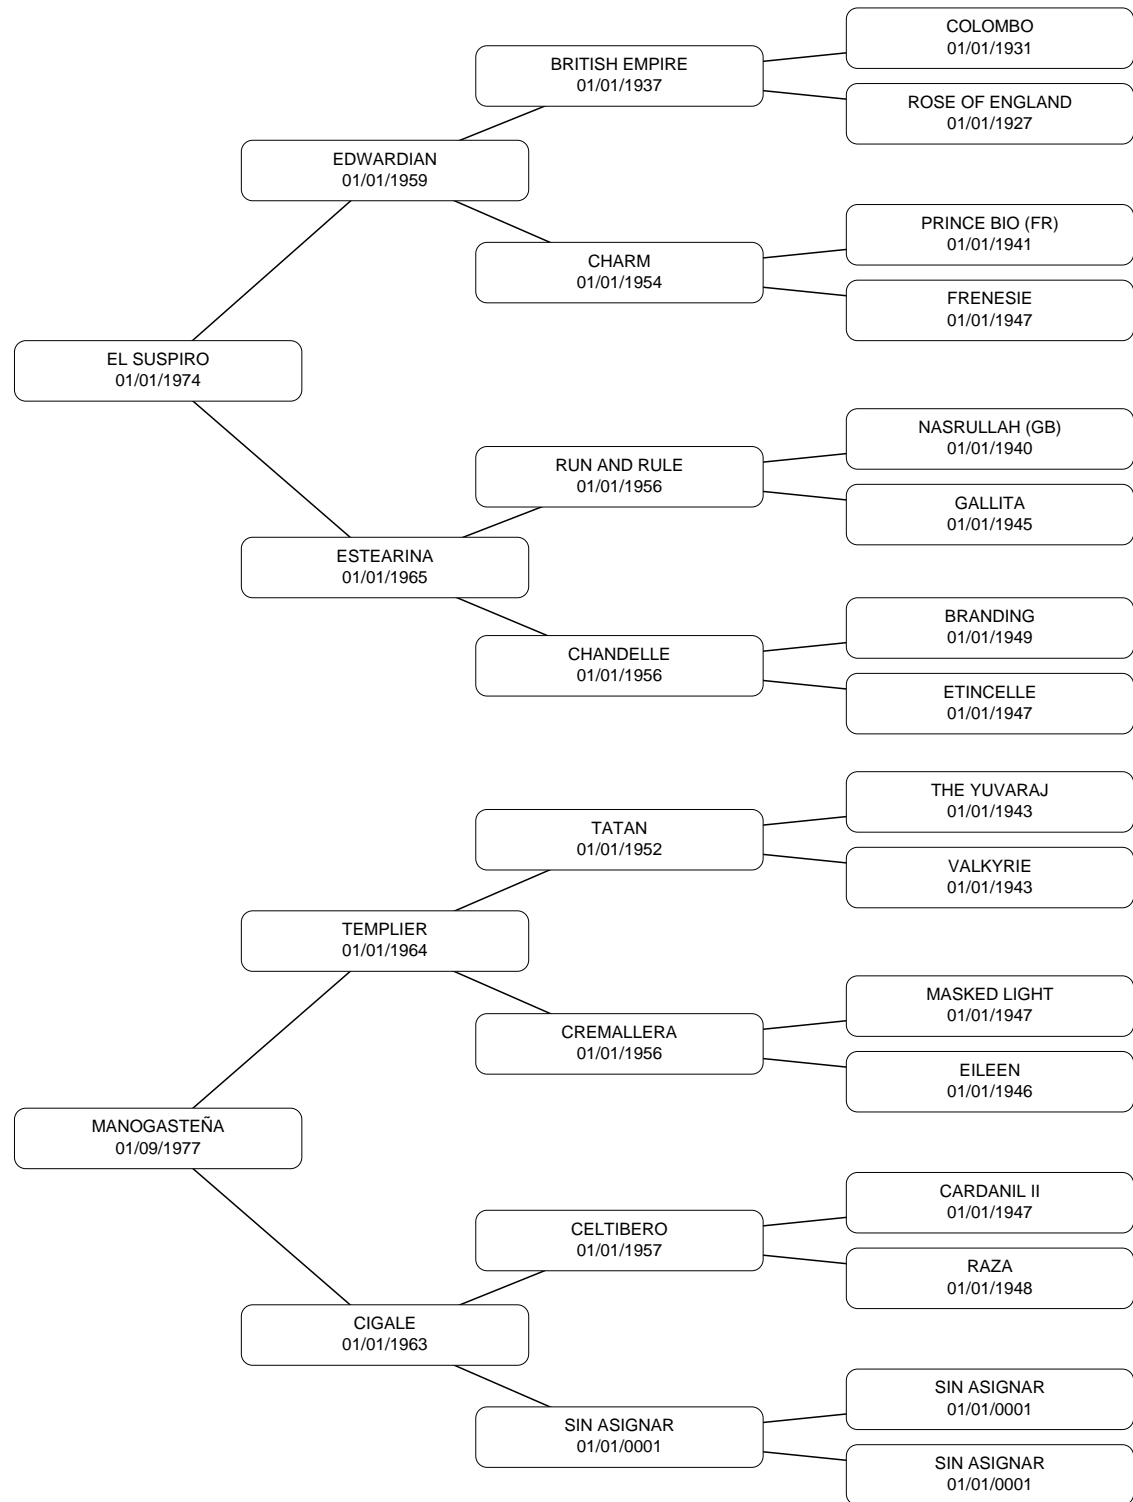 COLOMBO
01/01/1931
BRITISH EMPIRE
01/01/1937
ROSE OF ENGLAND
01/01/1927
EDWARDIAN
01/01/1959
PRINCE BIO (FR)
01/01/1941
CHARM
01/01/1954
FRENESIE
01/01/1947
EL SUSPIRO
01/01/1974
NASRULLAH (GB)
01/01/1940
RUN AND RULE
01/01/1956
GALLITA
01/01/1945
ESTEARINA
01/01/1965
BRANDING
01/01/1949
CHANDELLE
01/01/1956
ETINCELLE
01/01/1947
THE YUVARAJ
01/01/1943
TATAN
01/01/1952
VALKYRIE
01/01/1943
TEMPLIER
01/01/1964
MASKED LIGHT
01/01/1947
CREMALLERA
01/01/1956
EILEEN
01/01/1946
MANOGASTEÑA
01/09/1977
CARDANIL II
01/01/1947
CELTIBERO
01/01/1957
RAZA
01/01/1948
CIGALE
01/01/1963
SIN ASIGNAR
01/01/0001
SIN ASIGNAR
01/01/0001
SIN ASIGNAR
01/01/0001